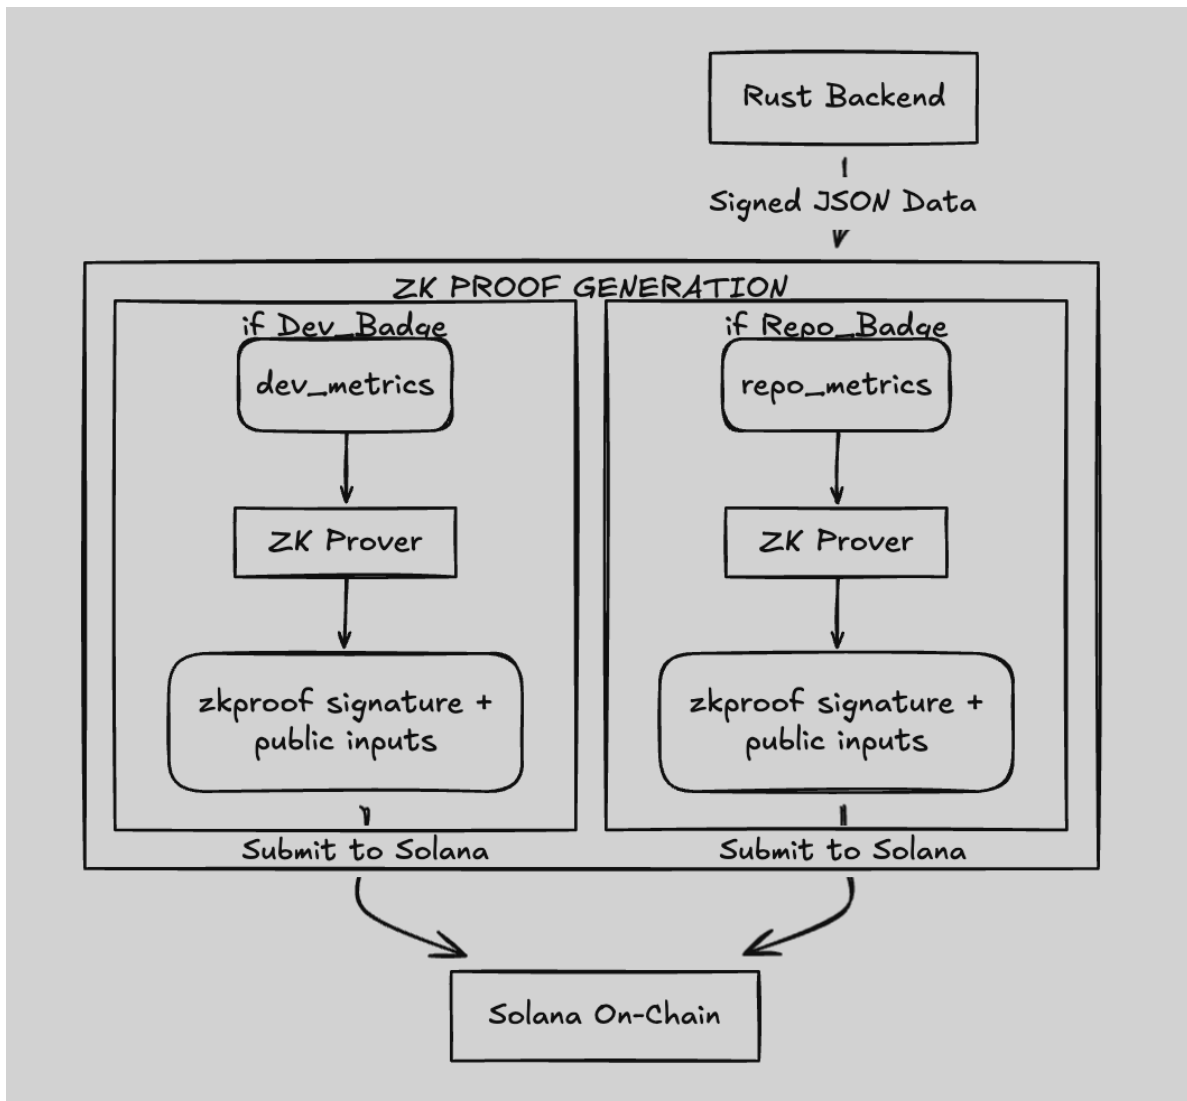 Rust Backend
Signed JSON Data
ZK PROOF GENERATION
if Dev_Badge
dev_metrics
ZK Prover
zkproof signature +
public inputs
Submit to Solana
if Repo_Badge
repo_metrics
ZK Prover
zkproof signature +
public inputs
Submit to Solana
Solana On-Chain